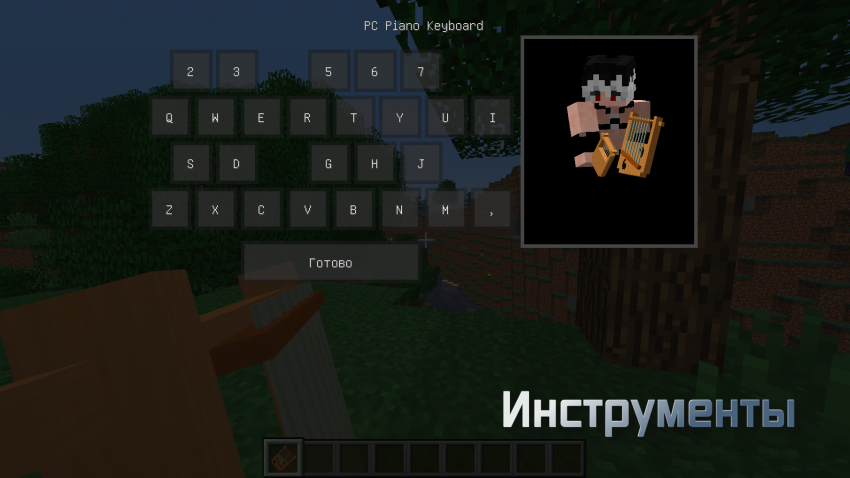 PC Piano Keyboard
2 3 5 6 7
Q W E R T Y U I
S D G H J
Z X C V B N M ,
Готово
Инструменты